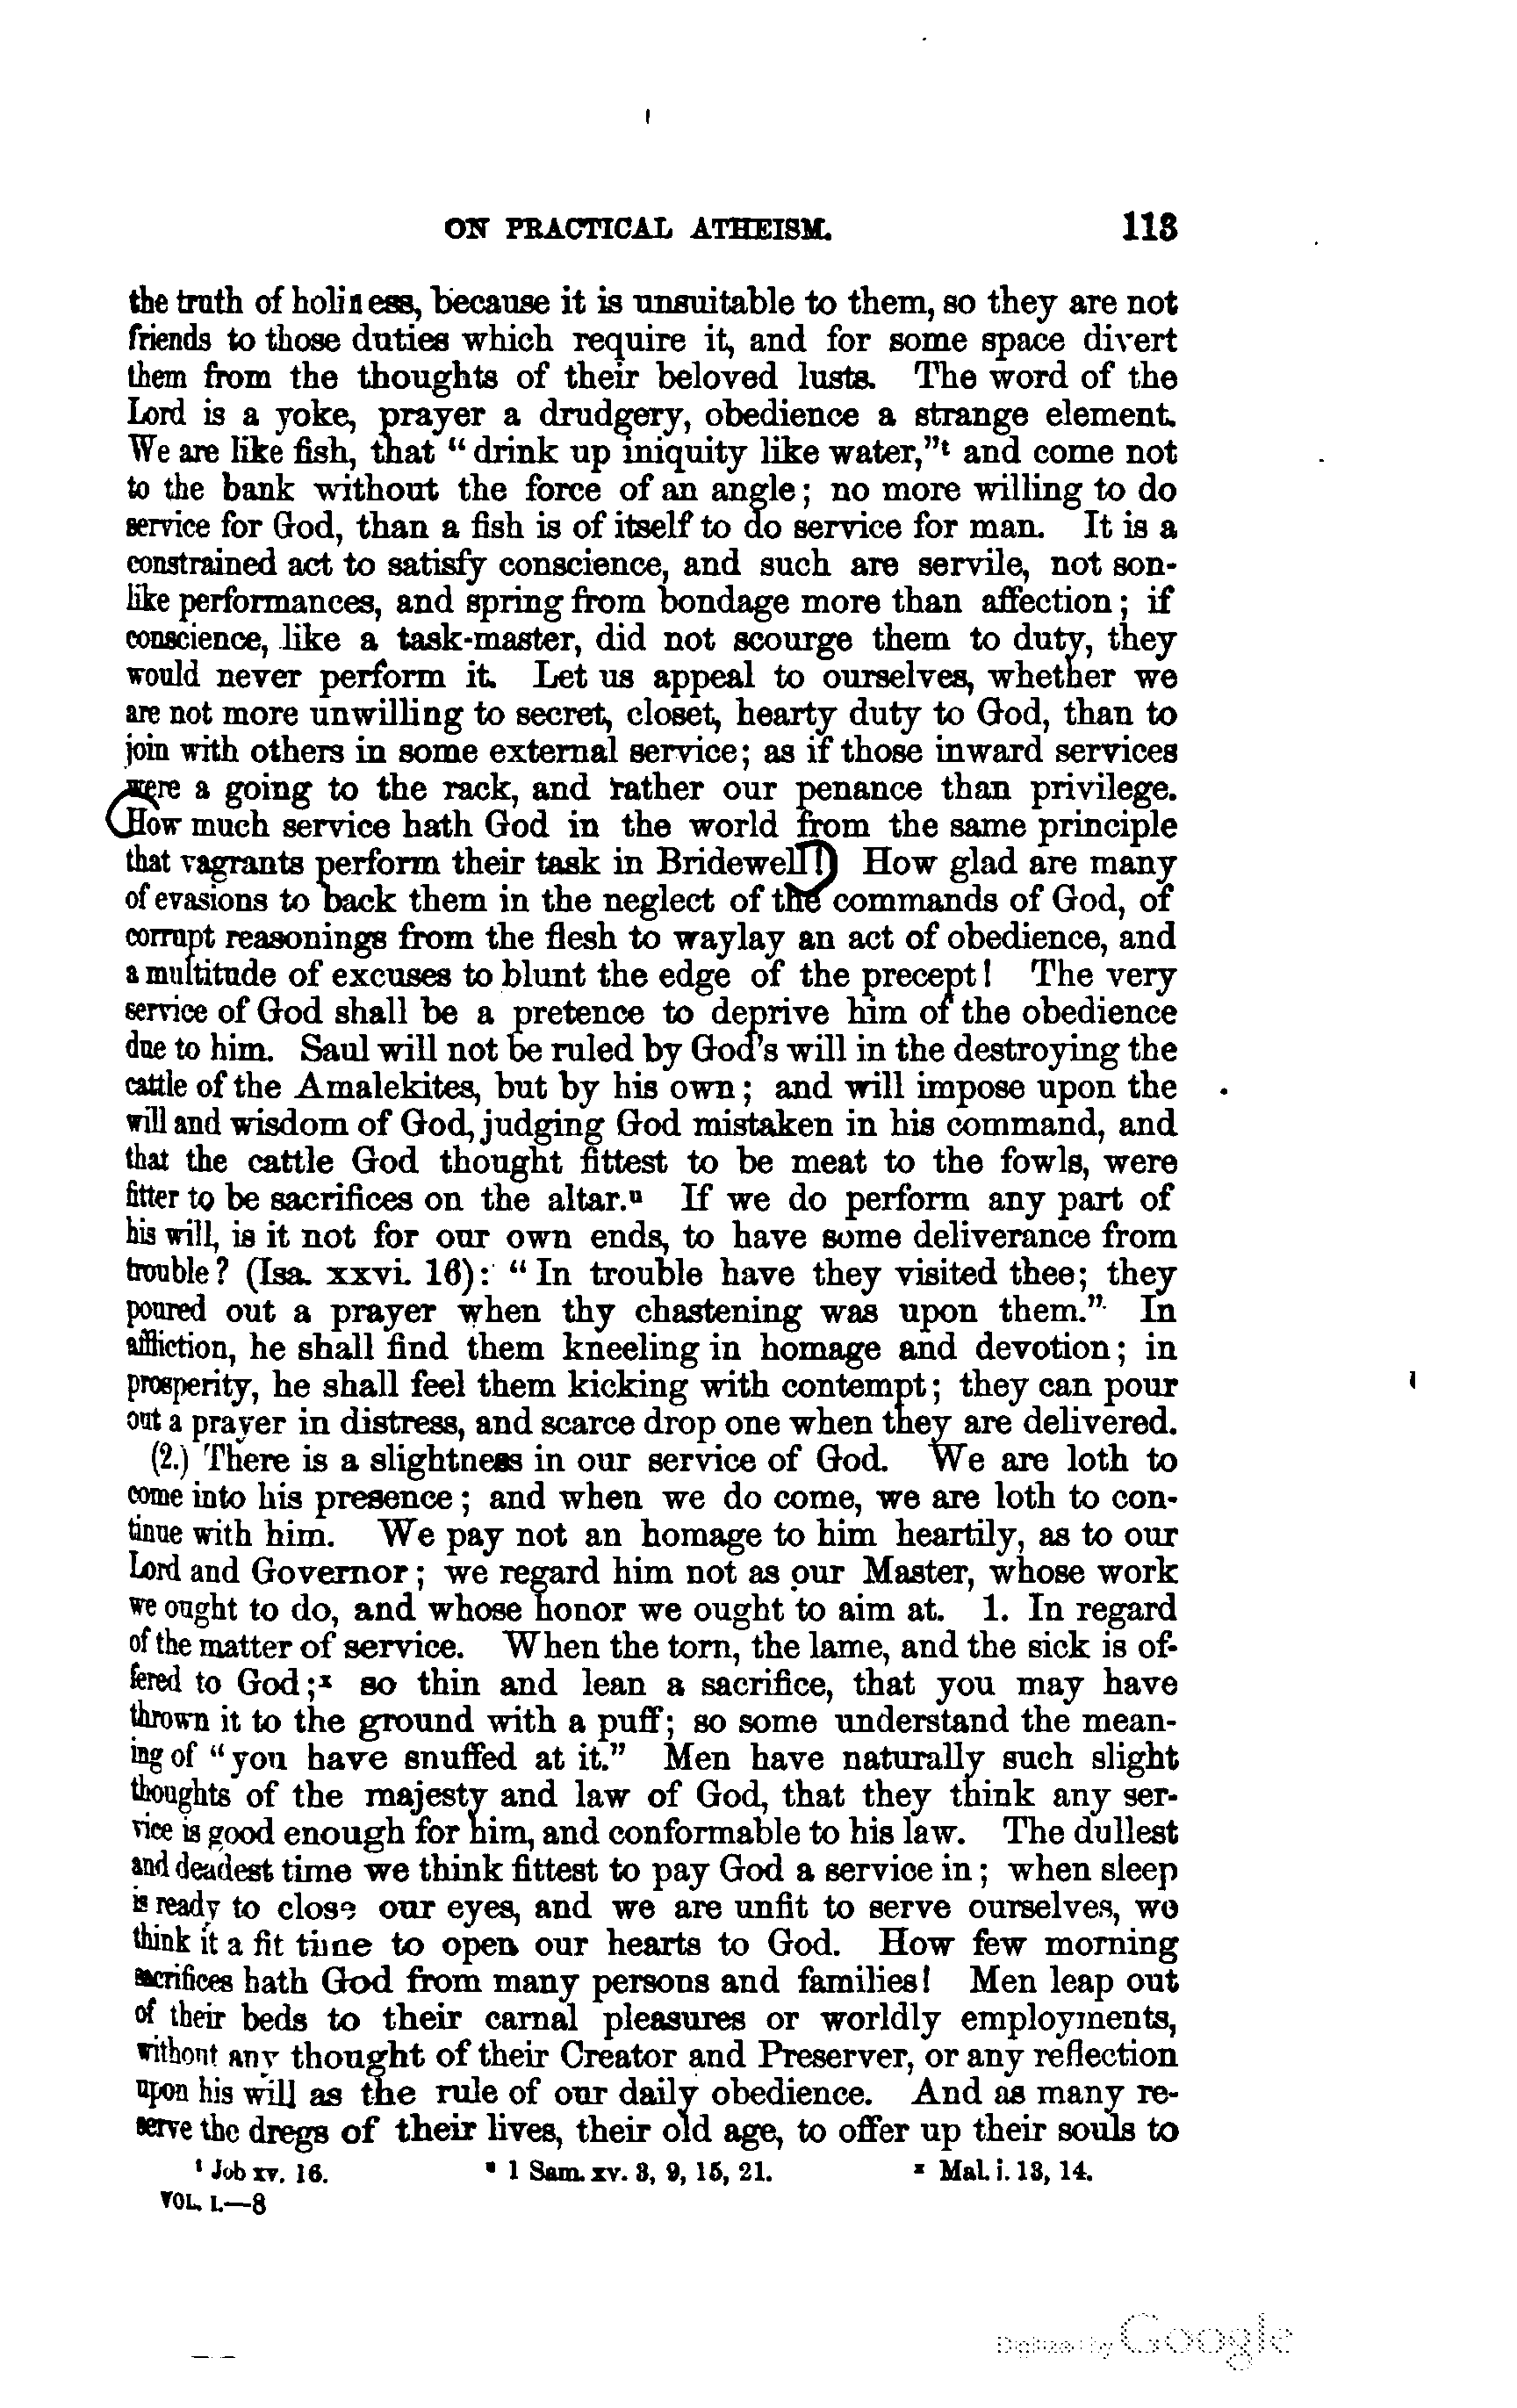 ON PRACTICAL ATHEISM. 113
the truth of holiness, because it is unsuitable to them, so they are not
friends to those duties which require it, and for some space divert
them from the thoughts of their beloved lusts. The word of the
Lord is a yoke, prayer a drudgery, obedience a strange element.
We are like fish, that “drink up iniquity like water,”ᵗ and come not
to the bank without the force of an angle; no more willing to do
service for God, than a fish is of itself to do service for man. It is a
constrained act to satisfy conscience, and such are servile, not son-
like performances, and spring from bondage more than affection; if
conscience, like a task-master, did not scourge them to duty, they
would never perform it. Let us appeal to ourselves, whether we
are not more unwilling to secret, closet, hearty duty to God, than to
join with others in some external service; as if those inward services
were a going to the rack, and rather our penance than privilege.
How much service hath God in the world from the same principle
that vagrants perform their task in Bridewell! How glad are many
of evasions to back them in the neglect of the commands of God, of
corrupt reasonings from the flesh to waylay an act of obedience, and
a multitude of excuses to blunt the edge of the precept! The very
service of God shall be a pretence to deprive him of the obedience
due to him. Saul will not be ruled by God’s will in the destroying the
cattle of the Amalekites, but by his own; and will impose upon the
will and wisdom of God, judging God mistaken in his command, and
that the cattle God thought fittest to be meat to the fowls, were
fitter to be sacrifices on the altar.ᵘ If we do perform any part of
his will, is it not for our own ends, to have some deliverance from
trouble? (Isa. xxvi. 16): “In trouble have they visited thee; they
poured out a prayer when thy chastening was upon them.” In
affliction, he shall find them kneeling in homage and devotion; in
prosperity, he shall feel them kicking with contempt; they can pour
out a prayer in distress, and scarce drop one when they are delivered.
(2.) There is a slightness in our service of God. We are loth to
come into his presence; and when we do come, we are loth to con-
tinue with him. We pay not an homage to him heartily, as to our
Lord and Governor; we regard him not as our Master, whose work
we ought to do, and whose honor we ought to aim at. 1. In regard
of the matter of service. When the torn, the lame, and the sick is of-
fered to God;ˣ so thin and lean a sacrifice, that you may have
thrown it to the ground with a puff; so some understand the mean-
ing of “you have snuffed at it.” Men have naturally such slight
thoughts of the majesty and law of God, that they think any ser-
vice is good enough for him, and conformable to his law. The dullest
and deadest time we think fittest to pay God a service in; when sleep
is ready to close our eyes, and we are unfit to serve ourselves, we
think it a fit time to open our hearts to God. How few morning
sacrifices hath God from many persons and families! Men leap out
of their beds to their carnal pleasures or worldly employments,
without any thought of their Creator and Preserver, or any reflection
upon his will as the rule of our daily obedience. And as many re-
serve the dregs of their lives, their old age, to offer up their souls to
ᵗ Job xv. 16. ᵘ 1 Sam. xv. 3, 9, 15, 21. ˣ Mal. i. 13, 14.
VOL. I.—8
Digitized by Google